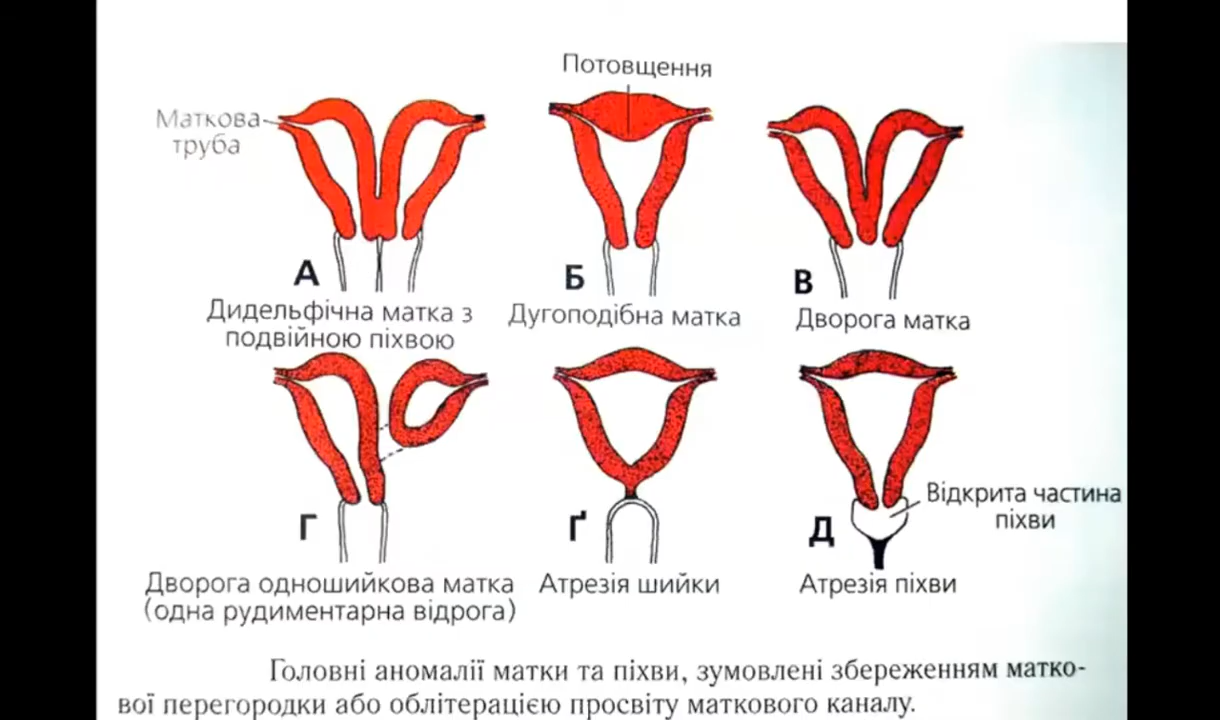 Потовщення
Маткова
труба
А
Б
В
Дидельфічна матка з
подвійною піхвою
Дугоподібна матка
Дворога матка
Відкрита частина
піхви
Г
Ґ
Д
Дворога одношийкова матка
(одна рудиментарна відрога)
Атрезія шийки
Атрезія піхви
Головні аномалії матки та піхви, зумовлені збереженням матко-
вої перегородки або облітерацією просвіту маткового каналу.